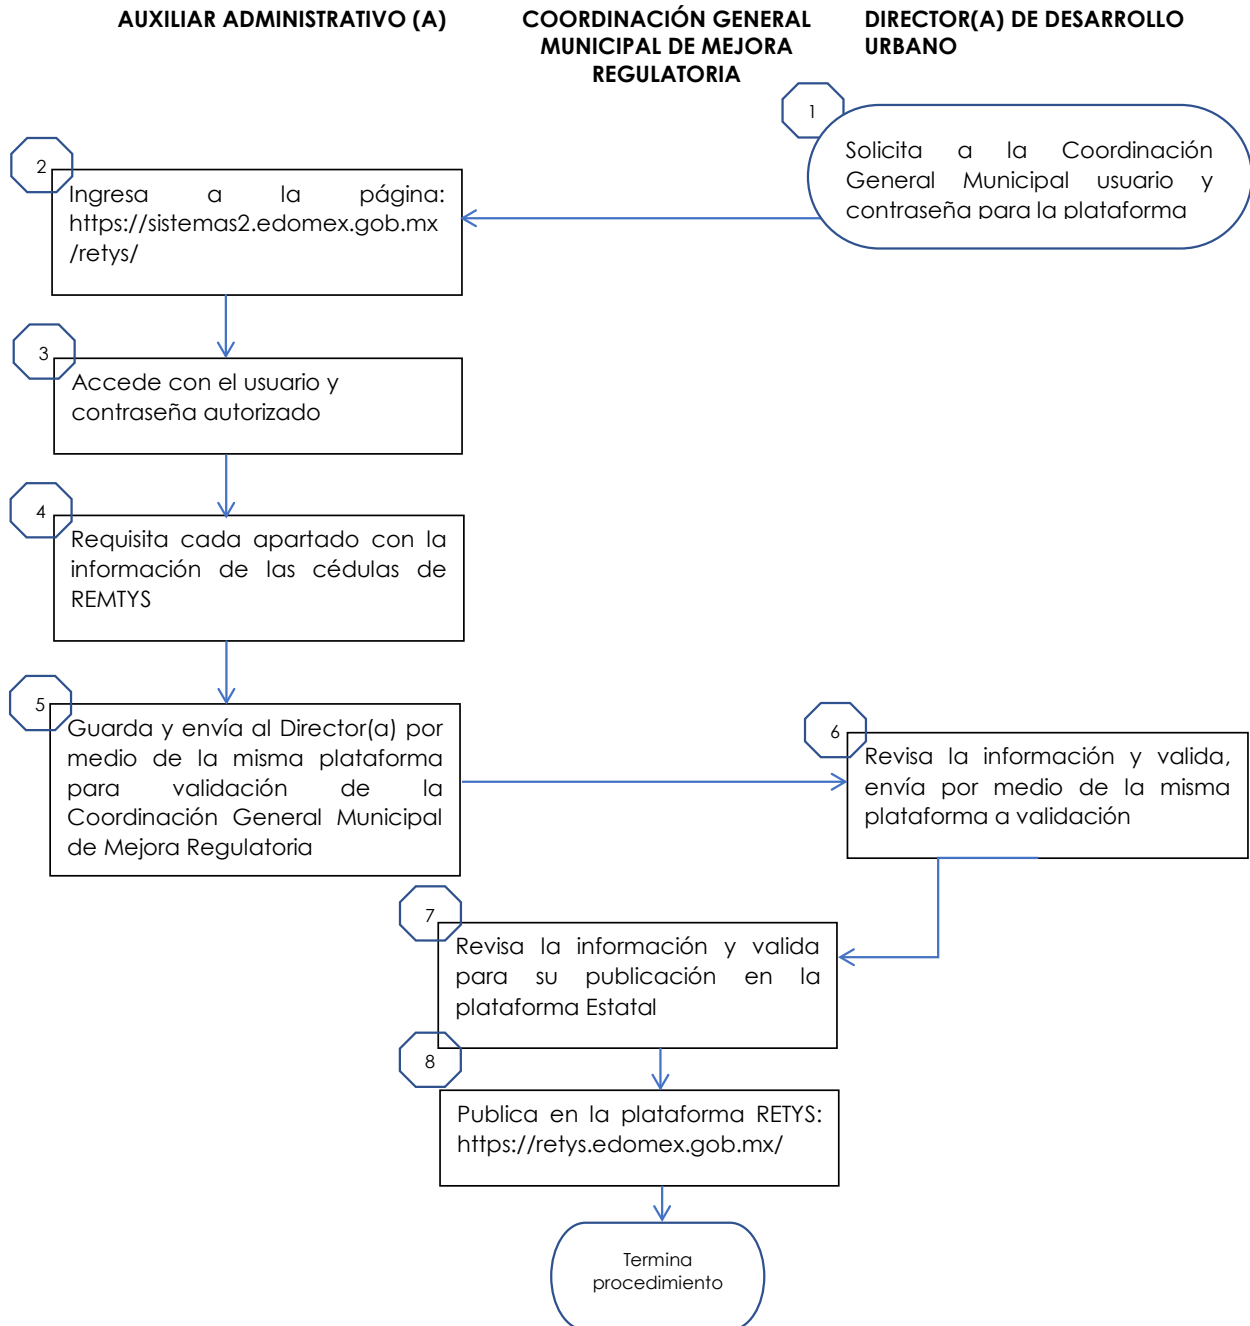 AUXILIAR ADMINISTRATIVO (A)
COORDINACIÓN GENERAL
MUNICIPAL DE MEJORA
REGULATORIA
DIRECTOR(A) DE DESARROLLO
URBANO
1
Solicita a la Coordinación
General Municipal usuario y
contraseña para la plataforma
2
Ingresa a la página:
https://sistemas2.edomex.gob.mx
/retys/
3
Accede con el usuario y
contraseña autorizado
4
Requisita cada apartado con la
información de las cédulas de
REMTYS
5
Guarda y envía al Director(a) por
medio de la misma plataforma
para validación de la
Coordinación General Municipal
de Mejora Regulatoria
6
Revisa la información y valida,
envía por medio de la misma
plataforma a validación
7
Revisa la información y valida
para su publicación en la
plataforma Estatal
8
Publica en la plataforma RETYS:
https://retys.edomex.gob.mx/
Termina
procedimiento